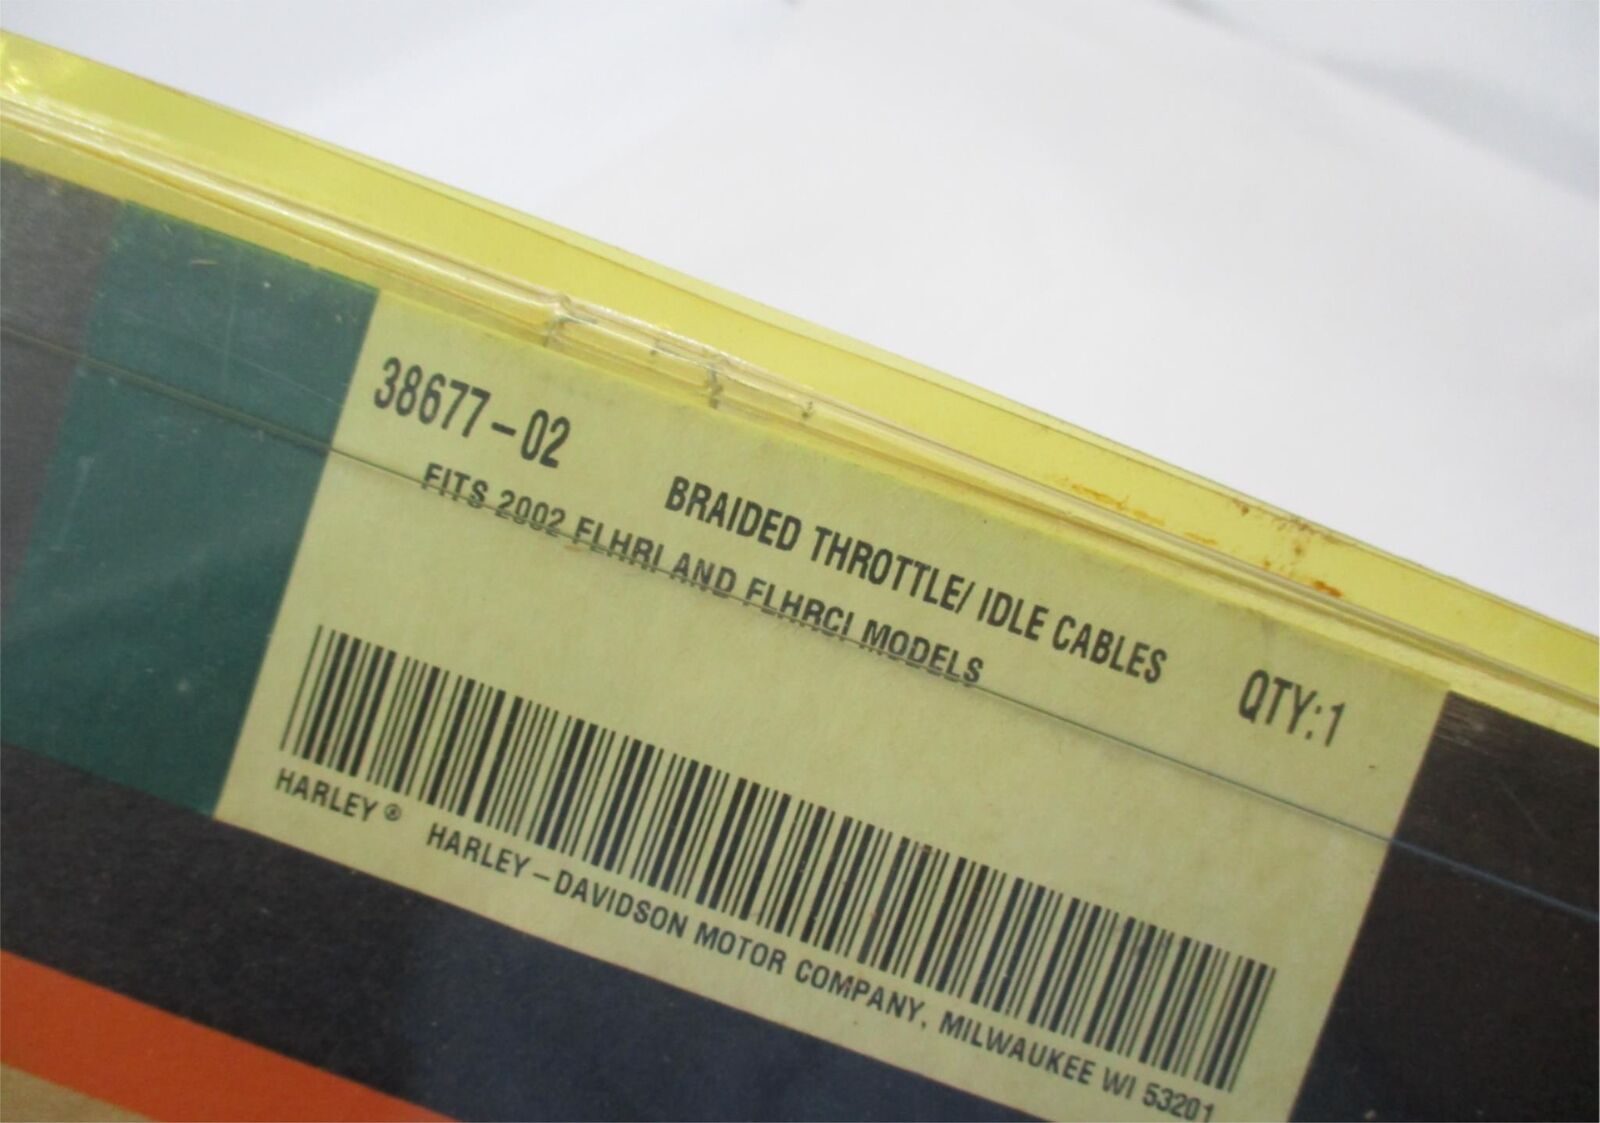 38677-02 BRAIDED THROTTLE/ IDLE CABLES QTY:1
FITS 2002 FLHRI AND FLHRCI MODELS
HARLEY® HARLEY-DAVIDSON MOTOR COMPANY, MILWAUKEE WI 53201